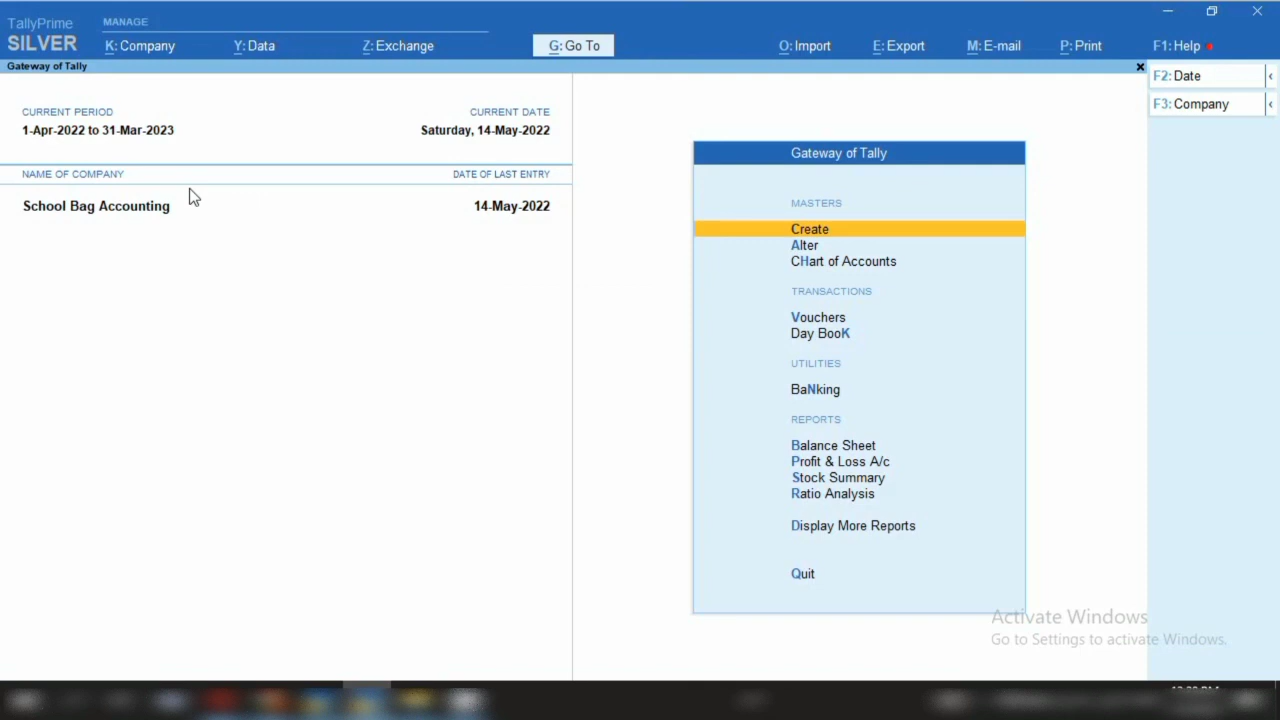 TallyPrime
SILVER
MANAGE
K: Company
Y: Data
Z: Exchange
G: Go To
O: Import
E: Export
M: E-mail
P: Print
F1: Help
Gateway of Tally
F2: Date
F3: Company
CURRENT PERIOD
1-Apr-2022 to 31-Mar-2023
CURRENT DATE
Saturday, 14-May-2022
NAME OF COMPANY
DATE OF LAST ENTRY
School Bag Accounting
14-May-2022
Gateway of Tally
MASTERS
Create
Alter
CHart of Accounts
TRANSACTIONS
Vouchers
Day BooK
UTILITIES
BaNking
REPORTS
Balance Sheet
Profit & Loss A/c
Stock Summary
Ratio Analysis
Display More Reports
Quit
Activate Windows
Go to Settings to activate Windows.